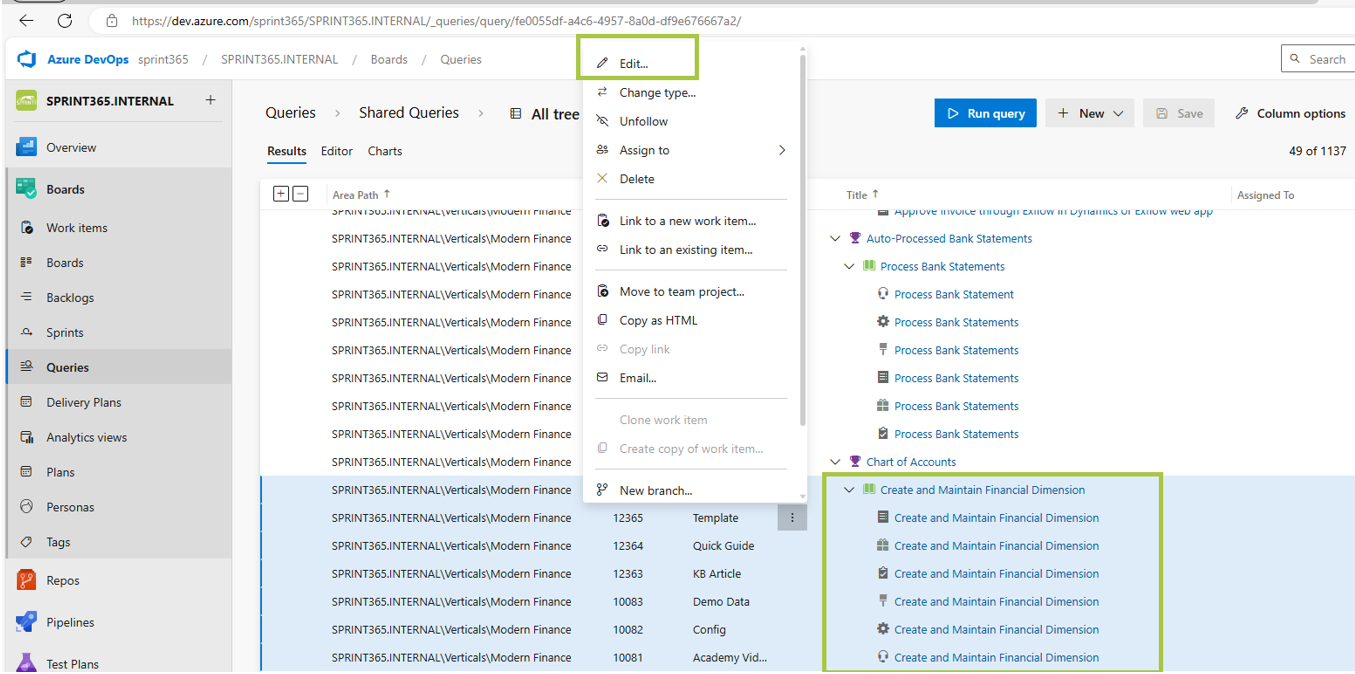 https://dev.azure.com/sprint365/SPRINT365.INTERNAL/_queries/query/fe0055df-a4c6-4957-8a0d-df9e676667a2/
Azure DevOps sprint365 / SPRINT365.INTERNAL / Boards / Queries
Search
SPRINT365.INTERNAL +
Overview
Boards
Work items
Boards
Backlogs
Sprints
Queries
Delivery Plans
Analytics views
Plans
Personas
Tags
Repos
Pipelines
Test Plans
Queries > Shared Queries > All tree
Run query
New
Save
Column options
Results Editor Charts
49 of 1137
Area Path ↑
Title ↑
Assigned To
SPRINT365.INTERNAL\Verticals\Modern Finance Approve Invoice through Exflow in Dynamics or Exflow web app
SPRINT365.INTERNAL\Verticals\Modern Finance Auto-Processed Bank Statements
SPRINT365.INTERNAL\Verticals\Modern Finance Process Bank Statements
SPRINT365.INTERNAL\Verticals\Modern Finance Process Bank Statement
SPRINT365.INTERNAL\Verticals\Modern Finance Process Bank Statements
SPRINT365.INTERNAL\Verticals\Modern Finance Process Bank Statements
SPRINT365.INTERNAL\Verticals\Modern Finance Process Bank Statements
SPRINT365.INTERNAL\Verticals\Modern Finance Process Bank Statements
SPRINT365.INTERNAL\Verticals\Modern Finance Process Bank Statements
SPRINT365.INTERNAL\Verticals\Modern Finance Chart of Accounts
SPRINT365.INTERNAL\Verticals\Modern Finance Create and Maintain Financial Dimension
SPRINT365.INTERNAL\Verticals\Modern Finance 12365 Template Create and Maintain Financial Dimension
SPRINT365.INTERNAL\Verticals\Modern Finance 12364 Quick Guide Create and Maintain Financial Dimension
SPRINT365.INTERNAL\Verticals\Modern Finance 12363 KB Article Create and Maintain Financial Dimension
SPRINT365.INTERNAL\Verticals\Modern Finance 10083 Demo Data Create and Maintain Financial Dimension
SPRINT365.INTERNAL\Verticals\Modern Finance 10082 Config Create and Maintain Financial Dimension
SPRINT365.INTERNAL\Verticals\Modern Finance 10081 Academy Vid... Create and Maintain Financial Dimension
Edit...
Change type...
Unfollow
Assign to
Delete
Link to a new work item...
Link to an existing item...
Move to team project...
Copy as HTML
Copy link
Email...
Clone work item
Create copy of work item...
New branch...